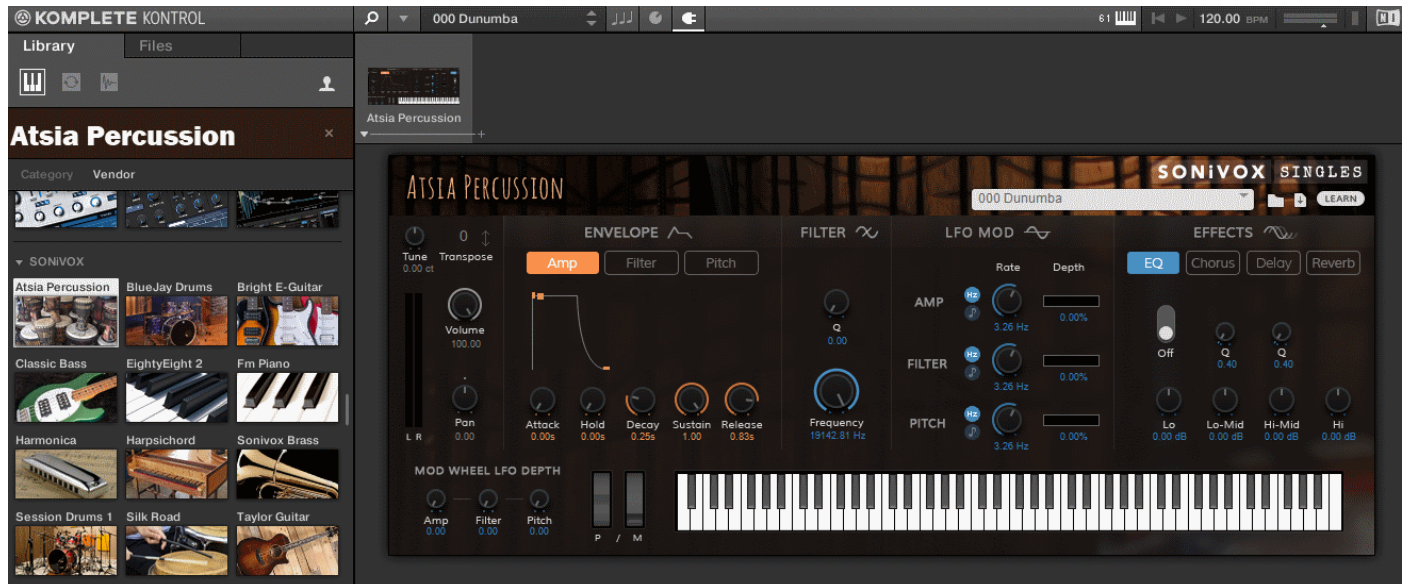 KOMPLETE KONTROL
000 Dunumba
61
120.00 BPM
NI
Library
Files
Atsia Percussion
×
Category
Vendor
SONiVOX
Atsia Percussion
BlueJay Drums
Bright E-Guitar
Classic Bass
EightyEight 2
Fm Piano
Harmonica
Harpsichord
Sonivox Brass
Session Drums 1
Silk Road
Taylor Guitar
Atsia Percussion
+
ATSIA PERCUSSION
SONiVOX SINGLES
000 Dunumba
LEARN
0
Tune
Transpose
0.00 ct
Volume
100.00
Pan
0.00
L R
ENVELOPE
Amp
Filter
Pitch
Attack
Hold
Decay
Sustain
Release
0.00s
0.00s
0.25s
1.00
0.83s
FILTER
Q
0.00
Frequency
19142.81 Hz
LFO MOD
Rate
Depth
AMP
Hz
3.26 Hz
0.00%
FILTER
Hz
3.26 Hz
0.00%
PITCH
Hz
3.26 Hz
0.00%
EFFECTS
EQ
Chorus
Delay
Reverb
Off
Q
0.40
Q
0.40
Lo
Lo-Mid
Hi-Mid
Hi
0.00 dB
0.00 dB
0.00 dB
0.00 dB
MOD WHEEL LFO DEPTH
Amp
Filter
Pitch
0.00
0.00
0.00
P / M